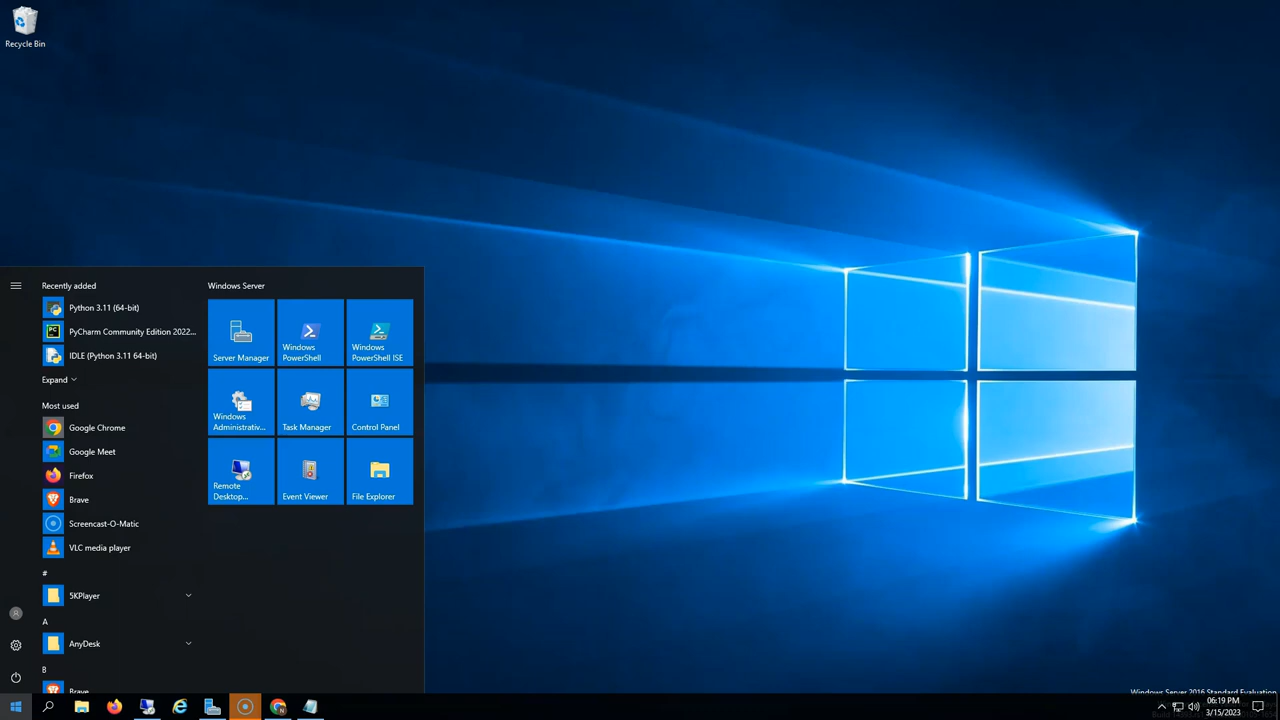 Recycle Bin
Recently added
Python 3.11 (64-bit)
PyCharm Community Edition 2022...
IDLE (Python 3.11 64-bit)
Expand
Most used
Google Chrome
Google Meet
Firefox
Brave
Screencast-O-Matic
VLC media player
#
5KPlayer
A
AnyDesk
B
Brave
Windows Server
Server Manager
Windows
PowerShell
Windows
PowerShell ISE
Windows
Administrativ...
Task Manager
Control Panel
Remote
Desktop...
Event Viewer
File Explorer
Windows Server 2016 Standard Evaluation
06:19 PM
3/15/2023